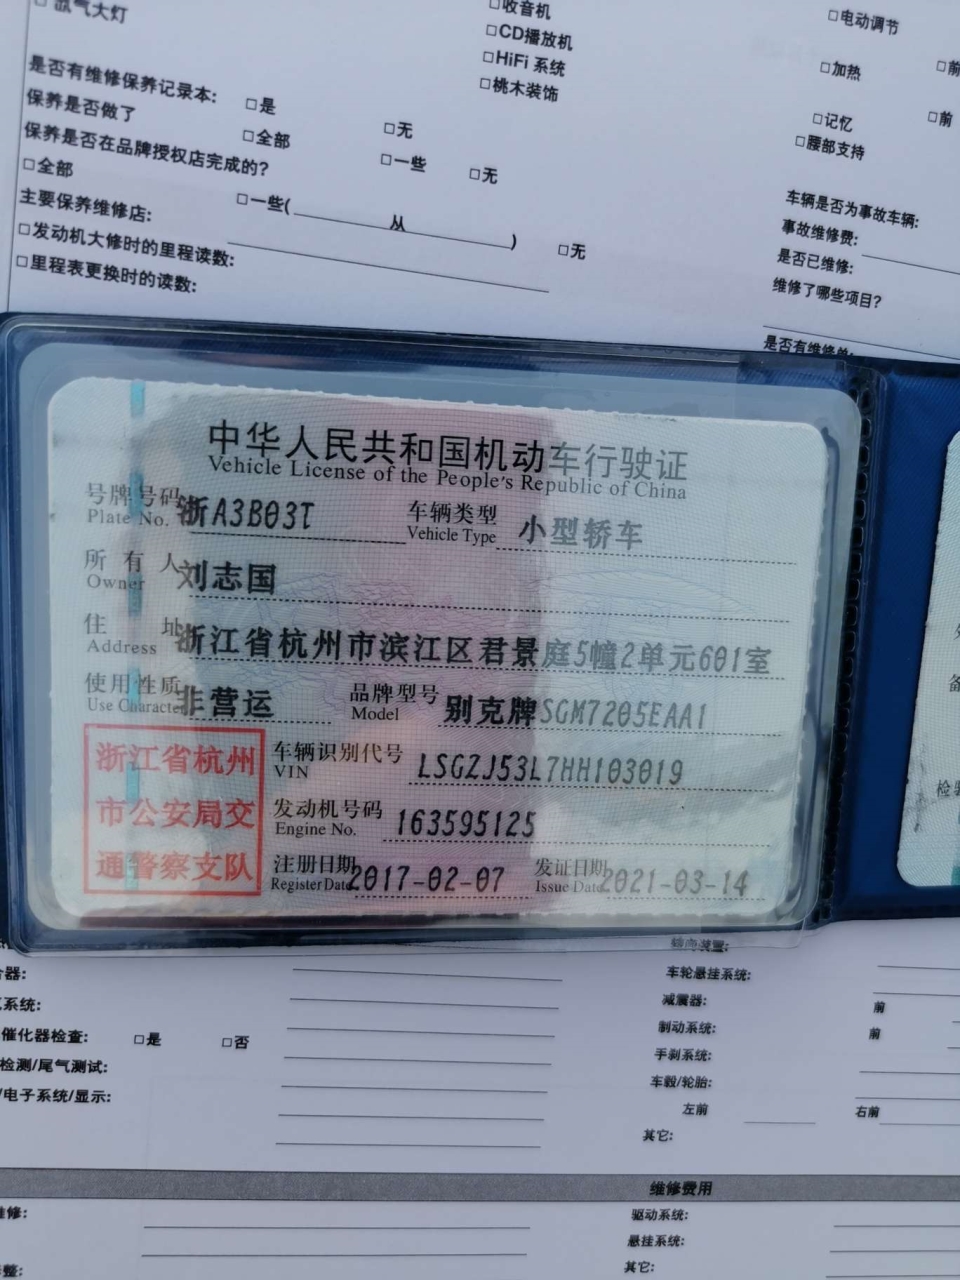 氙气大灯
□收音机
□CD播放机
□HiFi 系统
□桃木装饰
□电动调节
□加热
□前
□记忆
□前
□腰部支持
是否有维修保养记录本: □是
保养是否做了 □全部 □无
保养是否在品牌授权店完成的? □一些 □无
□全部
主要保养维修店: □一些( 从 ) □无
□发动机大修时的里程读数:
□里程表更换时的读数:
车辆是否为事故车辆:
事故维修费:
是否已维修:
维修了哪些项目?
是否有维修单:
中华人民共和国机动车行驶证
Vehicle License of the People's Republic of China
号牌号码 浙A3B03T 车辆类型 小型轿车
Plate No. Vehicle Type
所有人 刘志国
Owner
住址 浙江省杭州市滨江区君景庭5幢2单元601室
Address
使用性质 非营运 品牌型号 别克牌SGM7205EAA1
Use Character Model
浙江省杭州
市公安局交
通警察支队
车辆识别代号 LSGZJ53L7HH103019
VIN
发动机号码 163595125
Engine No.
注册日期 2017-02-07 发证日期 2021-03-14
Register Date Issue Date
备
检验
器:
系统:
催化器检查: □是 □否
检测/尾气测试:
/电子系统/显示:
转向装置:
车轮悬挂系统:
减震器: 前
制动系统: 前
手刹系统:
车毂/轮胎:
左前 右前
其它:
维修费用
维修:
驱动系统:
悬挂系统:
其它:
整: